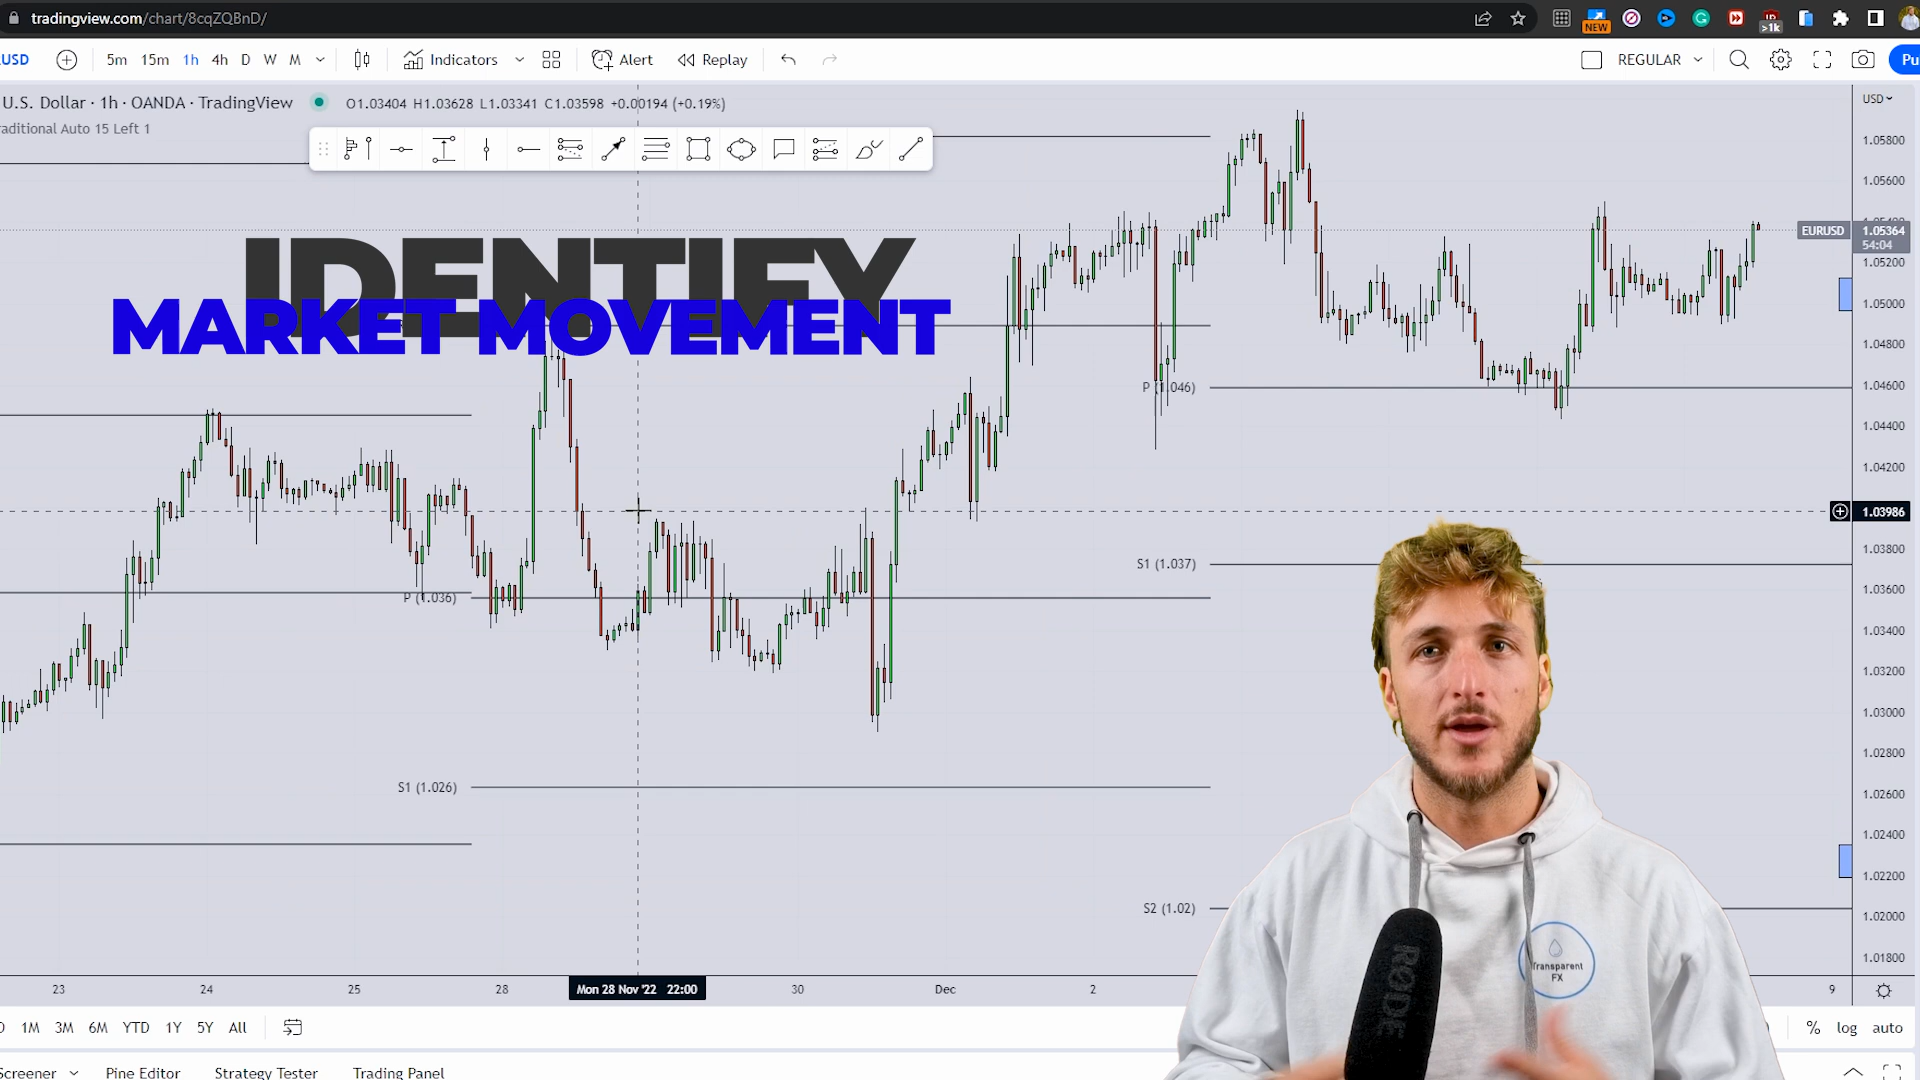 tradingview.com/chart/8cqZQBnD/
NEW
>1k
USD
5m 15m 1h 4h D W M
Indicators
Alert
Replay
REGULAR
Pu
U.S. Dollar · 1h · OANDA · TradingView
O1.03404 H1.03628 L1.03341 C1.03598 +0.00194 (+0.19%)
raditional Auto 15 Left 1
USD
1.05800
1.05600
IDENTIFY
MARKET MOVEMENT
EURUSD 1.05364
54:04
1.05200
1.05000
1.04800
P (1.046)
1.04600
1.04400
1.04200
1.03986
1.03800
S1 (1.037)
1.03600
P (1.036)
1.03400
1.03200
1.03000
1.02800
S1 (1.026)
1.02600
1.02400
1.02200
S2 (1.02)
1.02000
1.01800
Transparent
FX
RODE
23 24 25 28 Mon 28 Nov '22 22:00 30 Dec 2 9
1M 3M 6M YTD 1Y 5Y All
% log auto
Screener Pine Editor Strategy Tester Trading Panel